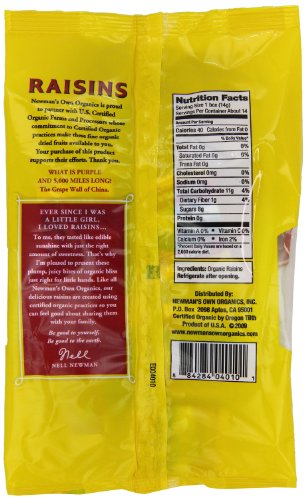 RAISINS
Newman's Own Organics is proud
to partner with U.S. Certified
Organic Farms and Processors whose
commitment to Certified Organic
practices make these fine organic
dried fruits available to you.
Your purchase of this product
supports their efforts. Thank you.
WHAT IS PURPLE
AND 5,000 MILES LONG?
The Grape Wall of China.
EVER SINCE I WAS
A LITTLE GIRL,
I LOVED RAISINS...
To me, they tasted like edible
sunshine with just the right
amount of sweetness. That's why
I'm pleased to present these
plump, juicy bites of organic bliss
just right for little hands. Like all
Newman's Own Organics, our
delicious raisins are created using
certified organic practices so you
can feel good about sharing them
with your family.
Be good to yourself.
Be good to the earth.
Nell
NELL NEWMAN
E004010
Nutrition Facts
Serving Size 1 box (14g)
Servings Per Container About 14
Amount Per Serving
Calories 40 Calories from Fat 0
% Daily Value*
Total Fat 0g 0%
Saturated Fat 0g 0%
Trans Fat 0g
Cholesterol 0mg 0%
Sodium 0mg 0%
Total Carbohydrate 11g 4%
Dietary Fiber 1g 4%
Sugars 8g
Protein 0g
Vitamin A 0% Vitamin C 0%
Calcium 0% Iron 2%
*Percent Daily Values are based on a
2,000 calorie diet.
Ingredients: Organic Raisins
Refrigerate after opening.
Distributed By:
NEWMAN'S OWN ORGANICS, INC.
P.O. Box 2098 Aptos, CA 95001
Certified Organic by Oregon Tilth
Product of U.S.A. © 2009
www.newmansownorganics.com
84284 04010